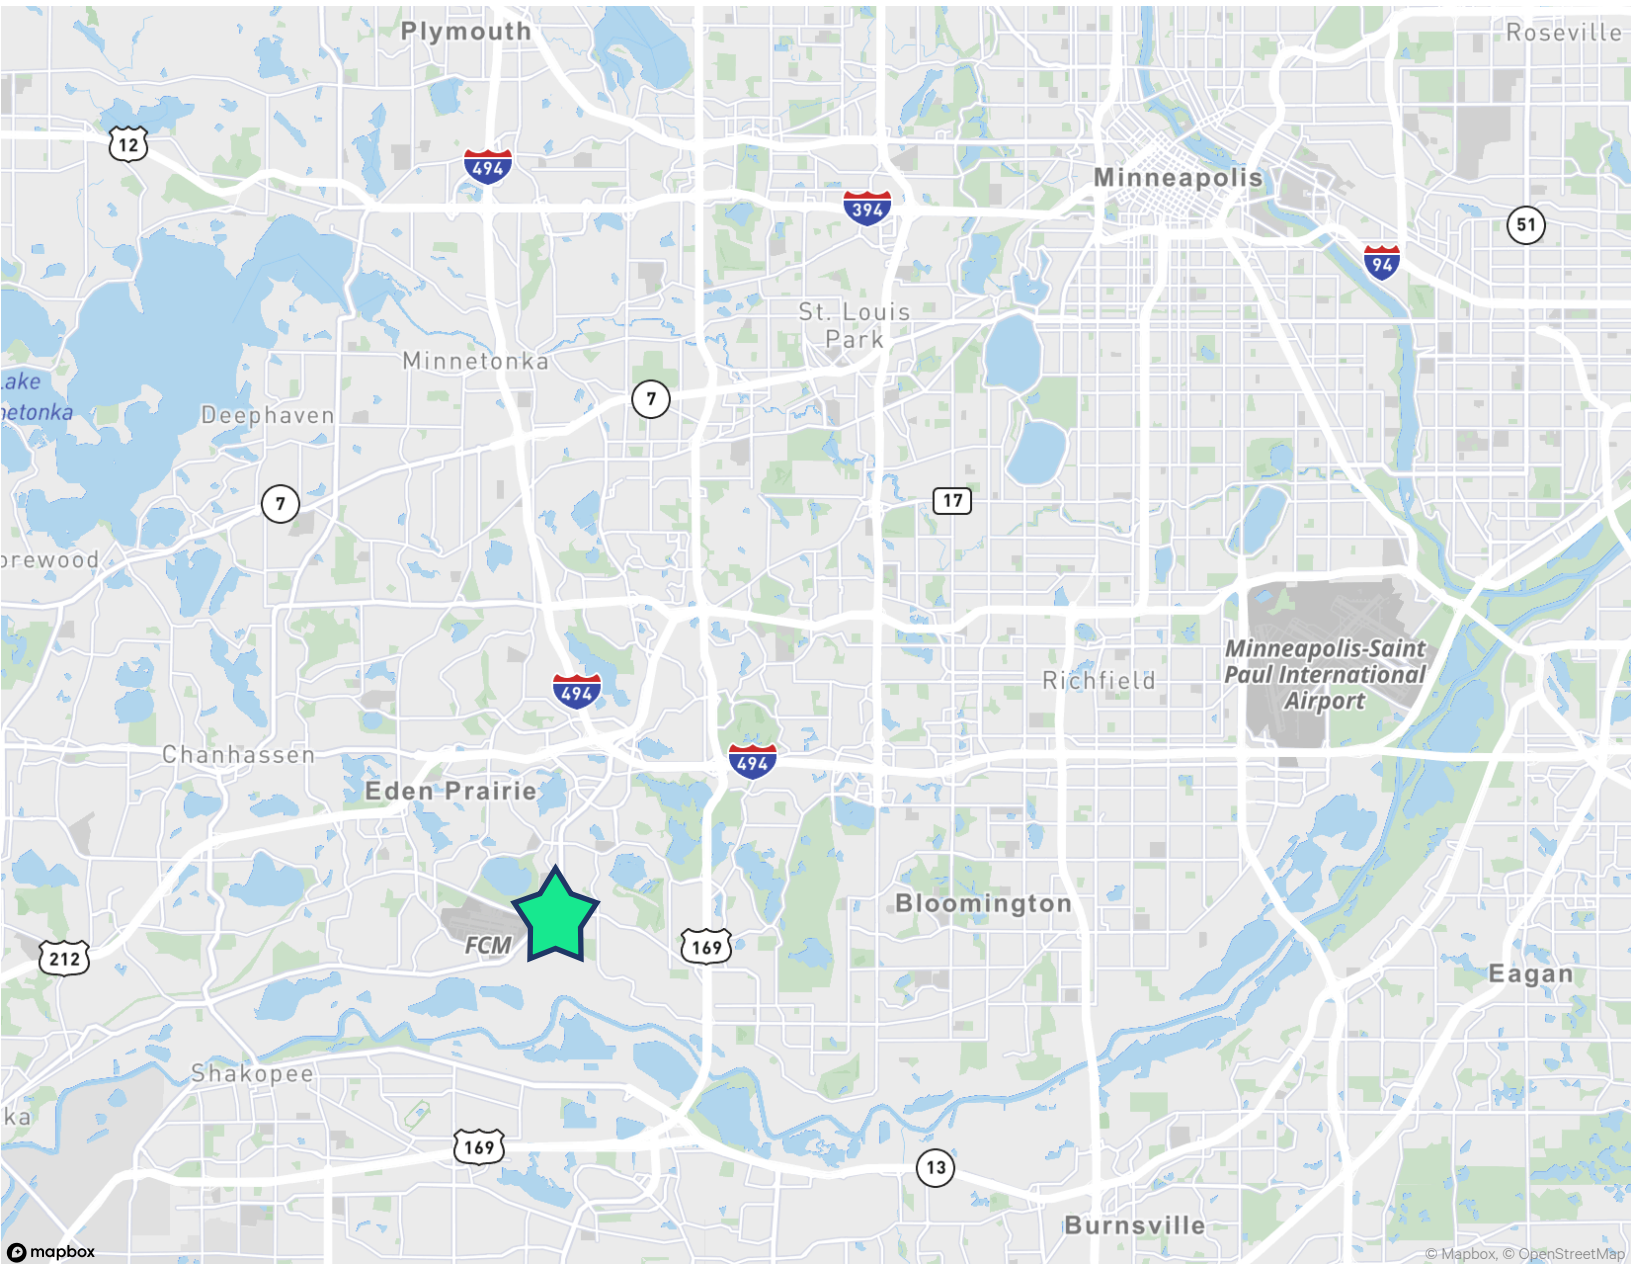 Plymouth
Roseville
12
494
Minneapolis
394
51
94
St. Louis
Park
Minnetonka
ake
netonka
7
Deephaven
7
17
orewood
Minneapolis-Saint
Paul International
Airport
Richfield
494
Chanhassen
494
Eden Prairie
Bloomington
FCM
169
212
Eagan
Shakopee
ka
169
13
Burnsville
mapbox
© Mapbox, © OpenStreetMap